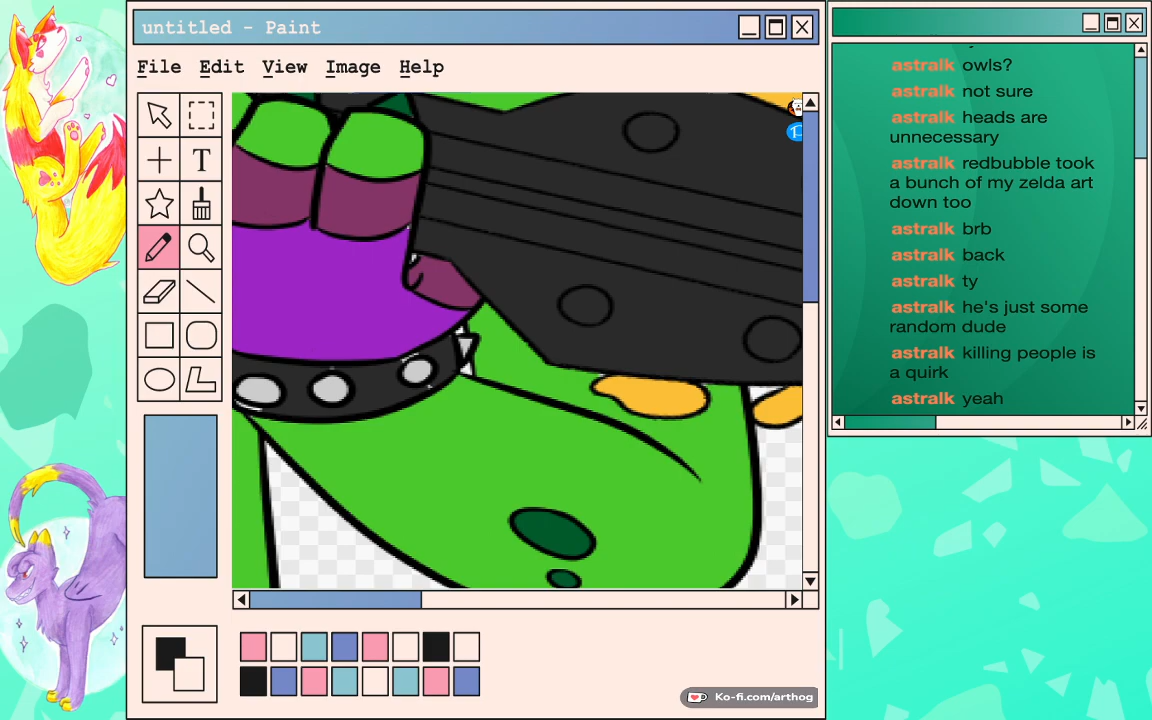 untitled - Paint
File Edit View Image Help
T
astralk owls?
astralk not sure
astralk heads are
unnecessary
astralk redbubble took
a bunch of my zelda art
down too
astralk brb
astralk back
astralk ty
astralk he's just some
random dude
astralk killing people is
a quirk
astralk yeah
Ko-fi.com/arthog